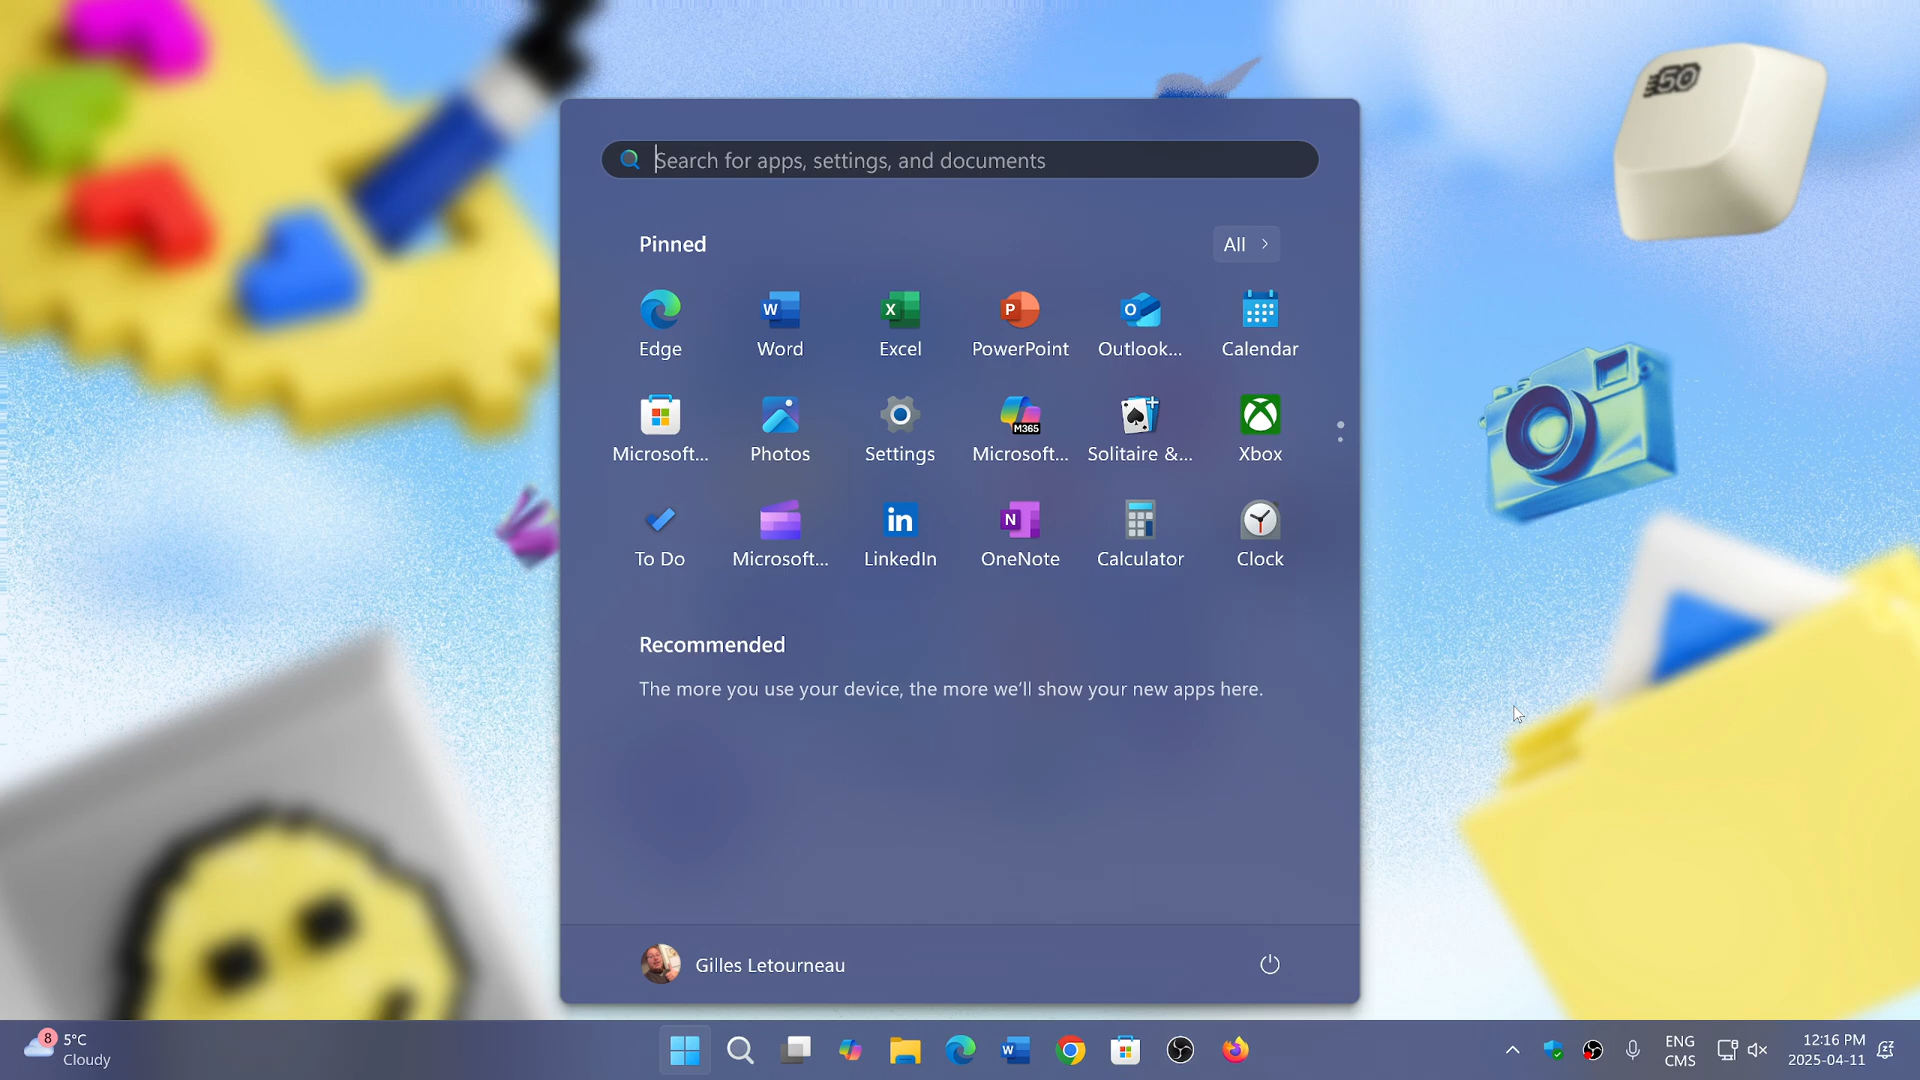 50
Search for apps, settings, and documents
Pinned
All
Edge
Word
Excel
PowerPoint
Outlook...
Calendar
Microsoft...
Photos
Settings
M365
Microsoft...
Solitaire &...
Xbox
To Do
Microsoft...
LinkedIn
OneNote
Calculator
Clock
Recommended
The more you use your device, the more we'll show your new apps here.
Gilles Letourneau
8
5°C
Cloudy
ENG
CMS
12:16 PM
2025-04-11